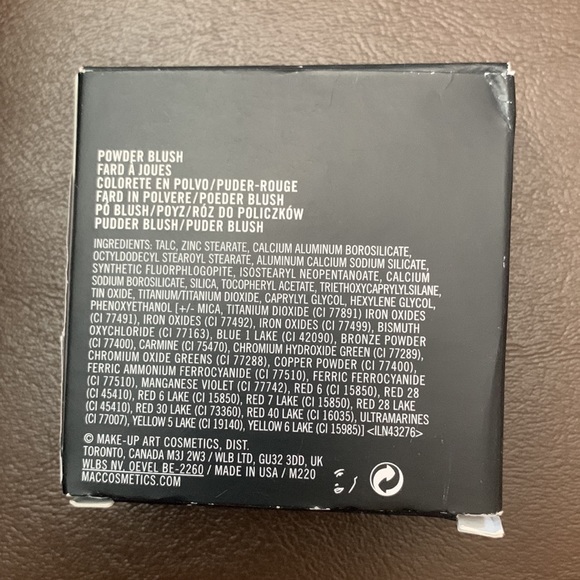 POWDER BLUSH
FARD À JOUES
COLORETE EN POLVO/PUDER-ROUGE
FARD IN POLVERE/POEDER BLUSH
PÓ BLUSH/POYZ/RÓŻ DO POLICZKÓW
PUDDER BLUSH/PUDER BLUSH
INGREDIENTS: TALC, ZINC STEARATE, CALCIUM ALUMINUM BOROSILICATE,
OCTYLDODECYL STEAROYL STEARATE, ALUMINUM CALCIUM SODIUM SILICATE,
SYNTHETIC FLUORPHLOGOPITE, ISOSTEARYL NEOPENTANOATE, CALCIUM
SODIUM BOROSILICATE, SILICA, TOCOPHERYL ACETATE, TRIETHOXYCAPRYLYLSILANE,
TIN OXIDE, TITANIUM/TITANIUM DIOXIDE, CAPRYLYL GLYCOL, HEXYLENE GLYCOL,
PHENOXYETHANOL [+/- MICA, TITANIUM DIOXIDE (CI 77891) IRON OXIDES
(CI 77491), IRON OXIDES (CI 77492), IRON OXIDES (CI 77499), BISMUTH
OXYCHLORIDE (CI 77163), BLUE 1 LAKE (CI 42090), BRONZE POWDER
(CI 77400), CARMINE (CI 75470), CHROMIUM HYDROXIDE GREEN (CI 77289),
CHROMIUM OXIDE GREENS (CI 77288), COPPER POWDER (CI 77400),
FERRIC AMMONIUM FERROCYANIDE (CI 77510), FERRIC FERROCYANIDE
(CI 77510), MANGANESE VIOLET (CI 77742), RED 6 (CI 15850), RED 28
(CI 45410), RED 6 LAKE (CI 15850), RED 7 LAKE (CI 15850), RED 28 LAKE
(CI 45410), RED 30 LAKE (CI 73360), RED 40 LAKE (CI 16035), ULTRAMARINES
(CI 77007), YELLOW 5 LAKE (CI 19140), YELLOW 6 LAKE (CI 15985)] <ILN43276>
© MAKE-UP ART COSMETICS, DIST.
TORONTO, CANADA M3J 2W3 / WLB LTD, GU32 3DD, UK
WLBS NV, OEVEL BE-2260 / MADE IN USA / M220
MACCOSMETICS.COM